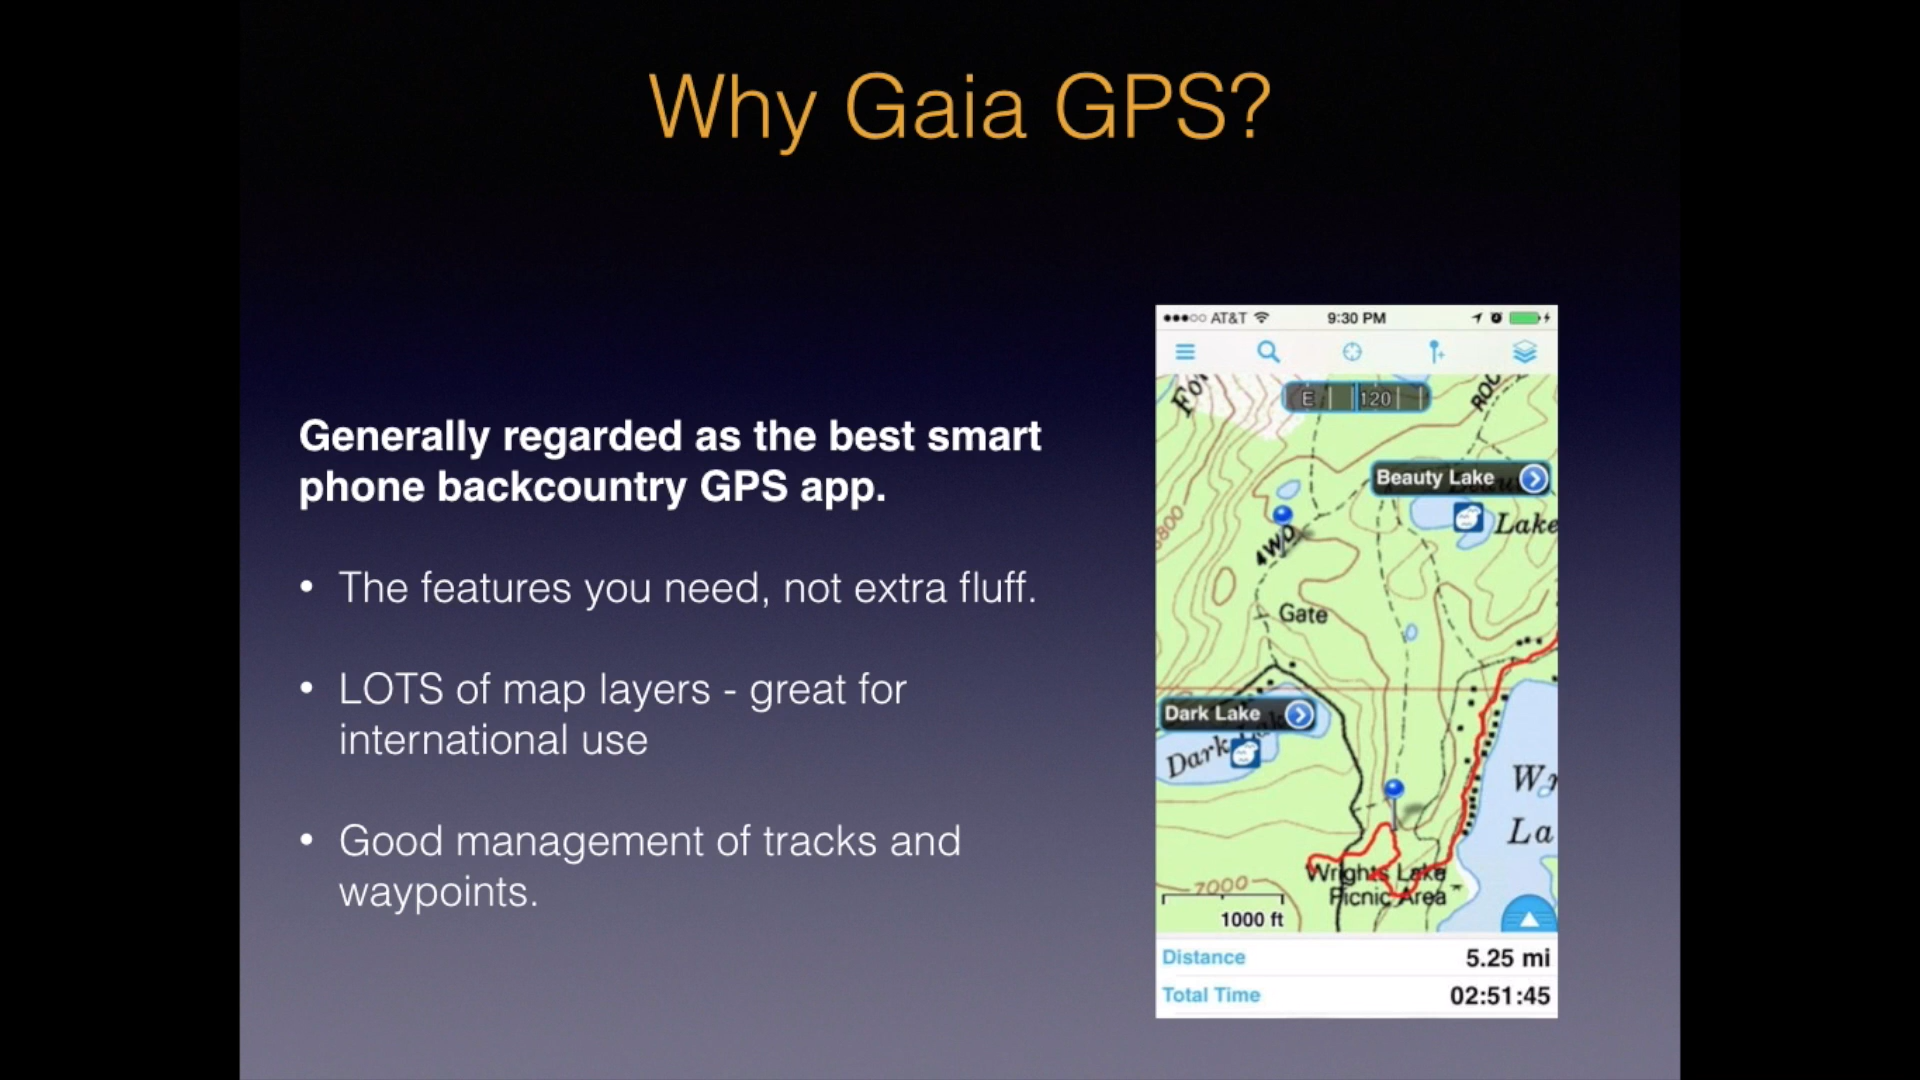 Why Gaia GPS?
Generally regarded as the best smart
phone backcountry GPS app.
• The features you need, not extra fluff.
• LOTS of map layers - great for
international use
• Good management of tracks and
waypoints.
AT&T 9:30 PM
E 120
Beauty Lake
Lake
4WD
Gate
Dark Lake
Dark
Wrights Lake
Picnic Area
7000
1000 ft
Distance 5.25 mi
Total Time 02:51:45